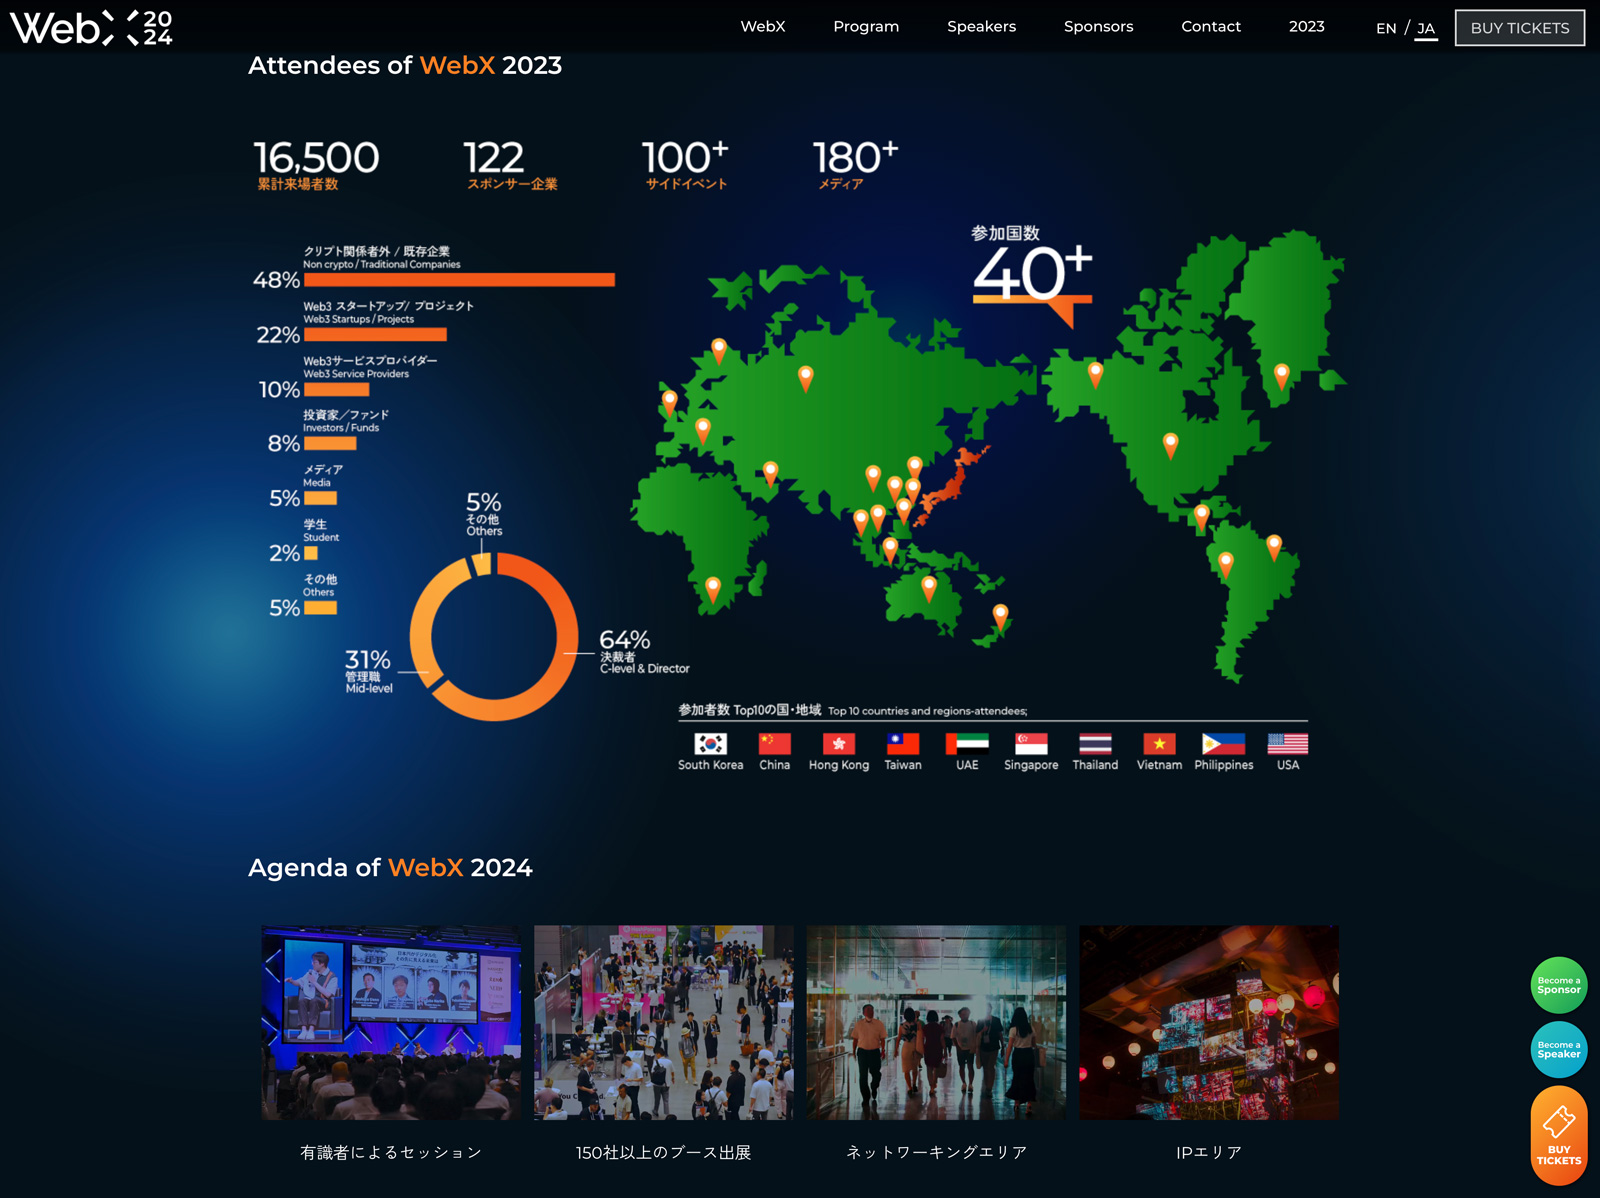 WebX 2024
WebX
Program
Speakers
Sponsors
Contact
2023
EN / JA
BUY TICKETS
Attendees of WebX 2023
16,500
累計来場者数
122
スポンサー企業
100+
サイドイベント
180+
メディア
クリプト関係者外 / 既存企業
Non crypto / Traditional Companies
48%
Web3 スタートアップ/ プロジェクト
Web3 Startups / Projects
22%
Web3サービスプロバイダー
Web3 Service Providers
10%
投資家／ファンド
Investors / Funds
8%
メディア
Media
5%
学生
Student
2%
その他
Others
5%
5%
その他
Others
31%
管理職
Mid-level
64%
決裁者
C-level & Director
参加国数
40+
参加者数 Top10の国・地域 Top 10 countries and regions-attendees;
South Korea
China
Hong Kong
Taiwan
UAE
Singapore
Thailand
Vietnam
Philippines
USA
Agenda of WebX 2024
有識者によるセッション
150社以上のブース出展
ネットワーキングエリア
IPエリア
Become a
Sponsor
Become a
Speaker
BUY
TICKETS